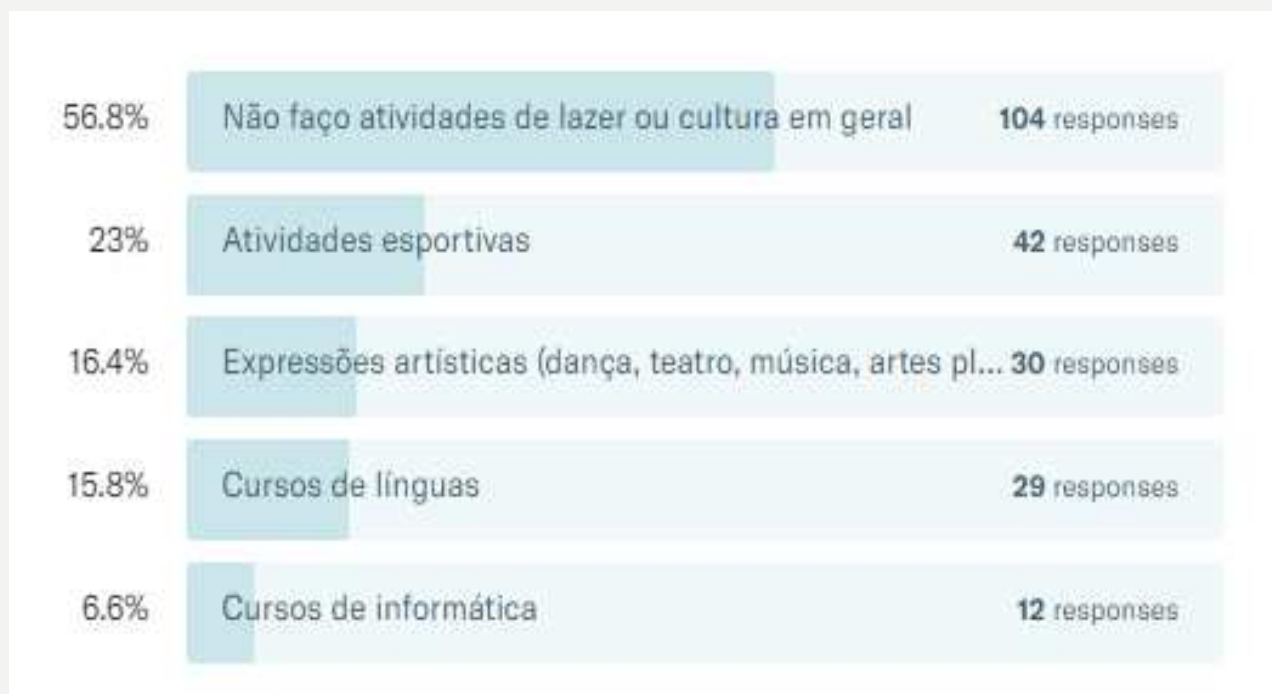 56.8% Não faço atividades de lazer ou cultura em geral 104 responses
23% Atividades esportivas 42 responses
16.4% Expressões artísticas (dança, teatro, música, artes pl... 30 responses
15.8% Cursos de línguas 29 responses
6.6% Cursos de informática 12 responses